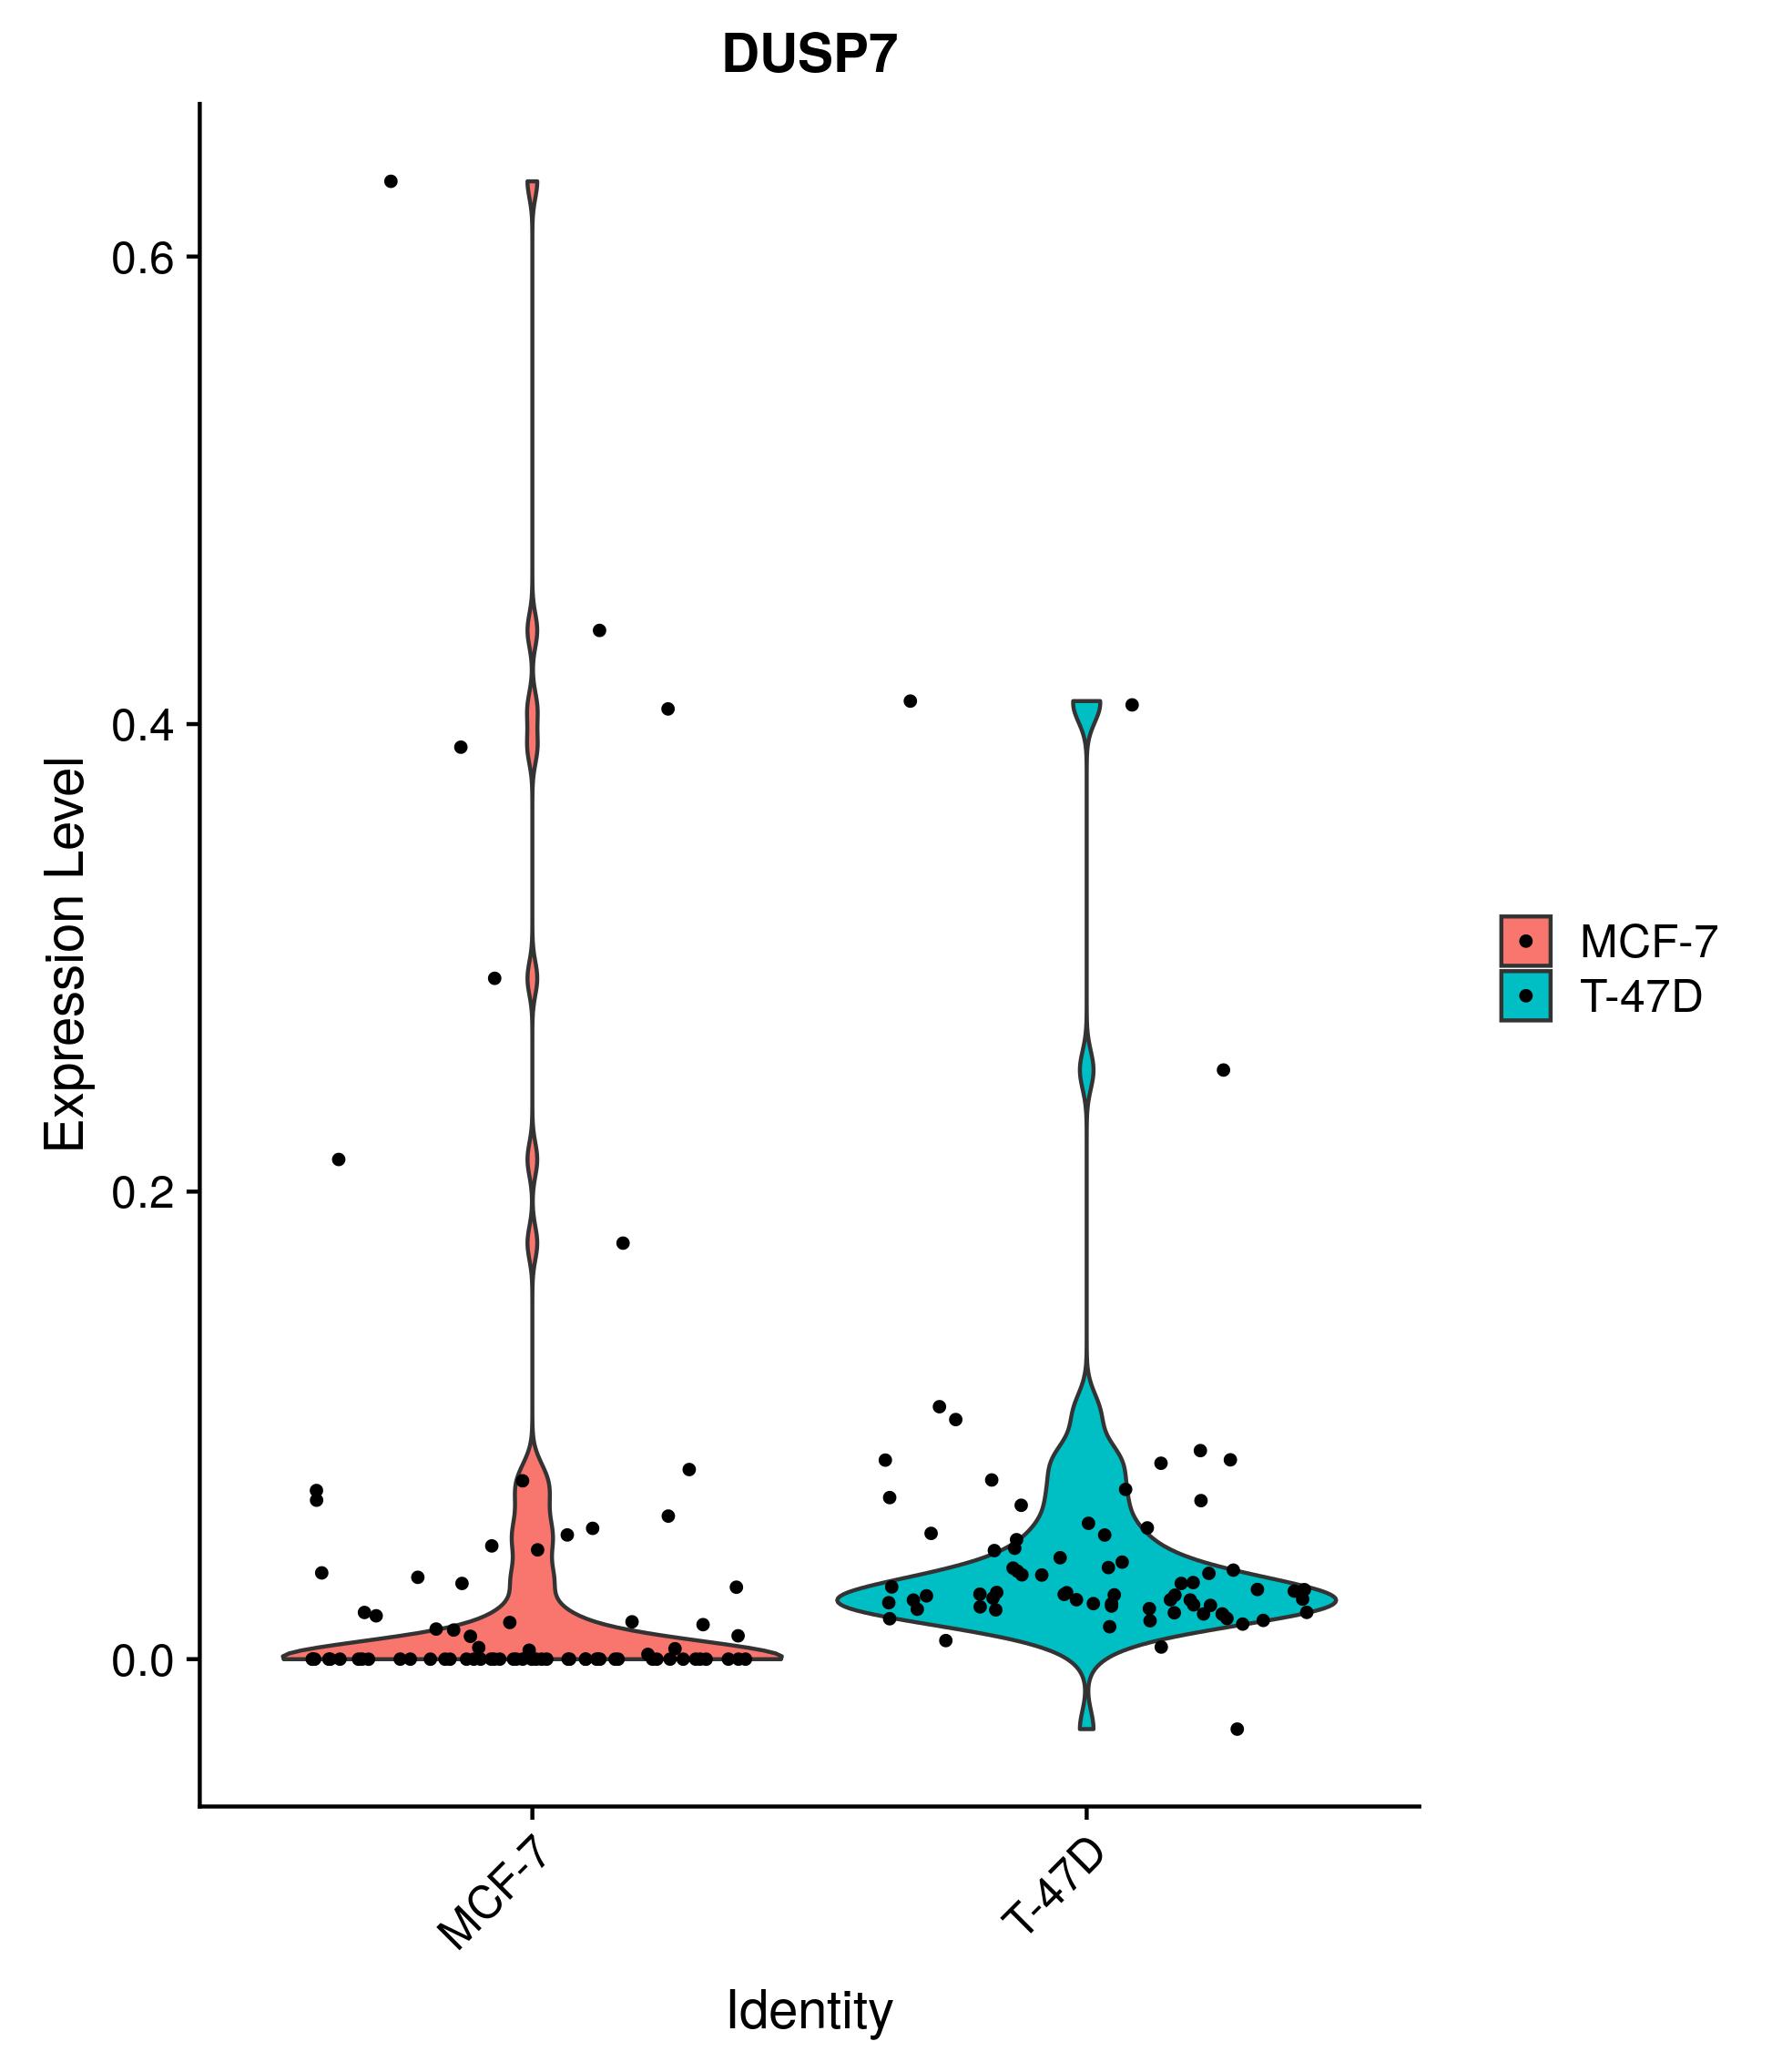 DUSP7
Expression Level
0.6
0.4
0.2
0.0
MCF-7
T-47D
Identity
MCF-7
T-47D